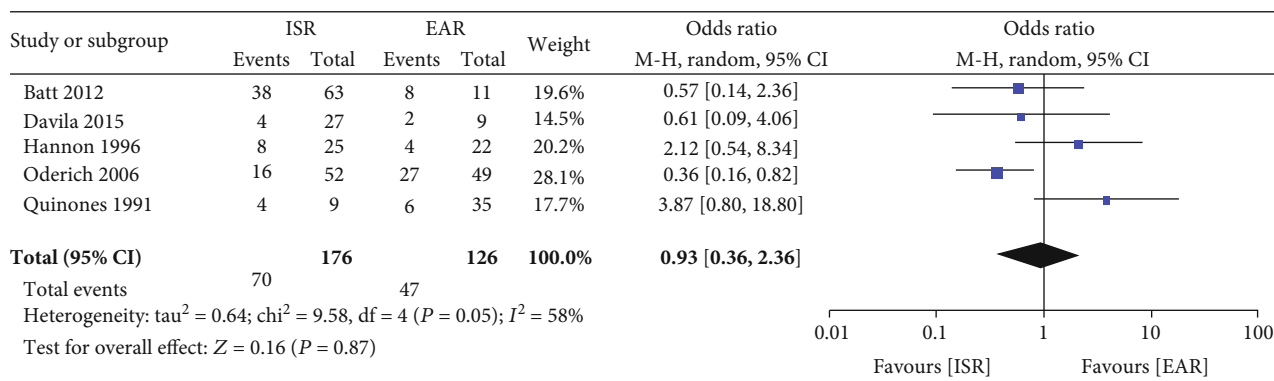 Study or subgroup ISR EAR Weight Odds ratio Odds ratio
Events Total Events Total M-H, random, 95% CI M-H, random, 95% CI
Batt 2012 38 63 8 11 19.6% 0.57 [0.14, 2.36]
Davila 2015 4 27 2 9 14.5% 0.61 [0.09, 4.06]
Hannon 1996 8 25 4 22 20.2% 2.12 [0.54, 8.34]
Oderich 2006 16 52 27 49 28.1% 0.36 [0.16, 0.82]
Quinones 1991 4 9 6 35 17.7% 3.87 [0.80, 18.80]
Total (95% CI) 176 126 100.0% 0.93 [0.36, 2.36]
Total events 70 47
Heterogeneity: tau² = 0.64; chi² = 9.58, df = 4 (P = 0.05); I² = 58%
Test for overall effect: Z = 0.16 (P = 0.87)
0.01 0.1 1 10 100
Favours [ISR] Favours [EAR]